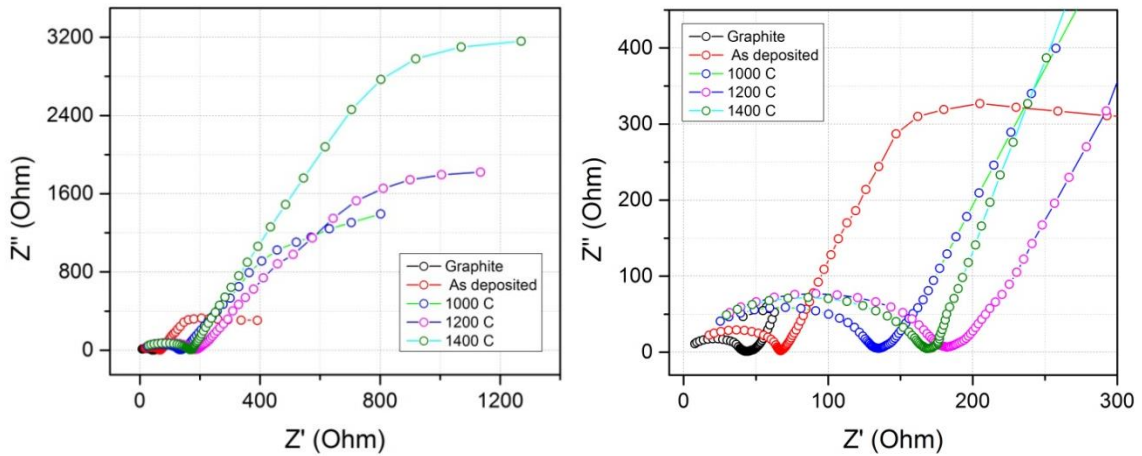 3200
2400
1600
800
0
Z'' (Ohm)
0
400
800
1200
Z' (Ohm)
Graphite
As deposited
1000 C
1200 C
1400 C
400
300
200
100
0
Z'' (Ohm)
0
100
200
300
Z' (Ohm)
Graphite
As deposited
1000 C
1200 C
1400 C